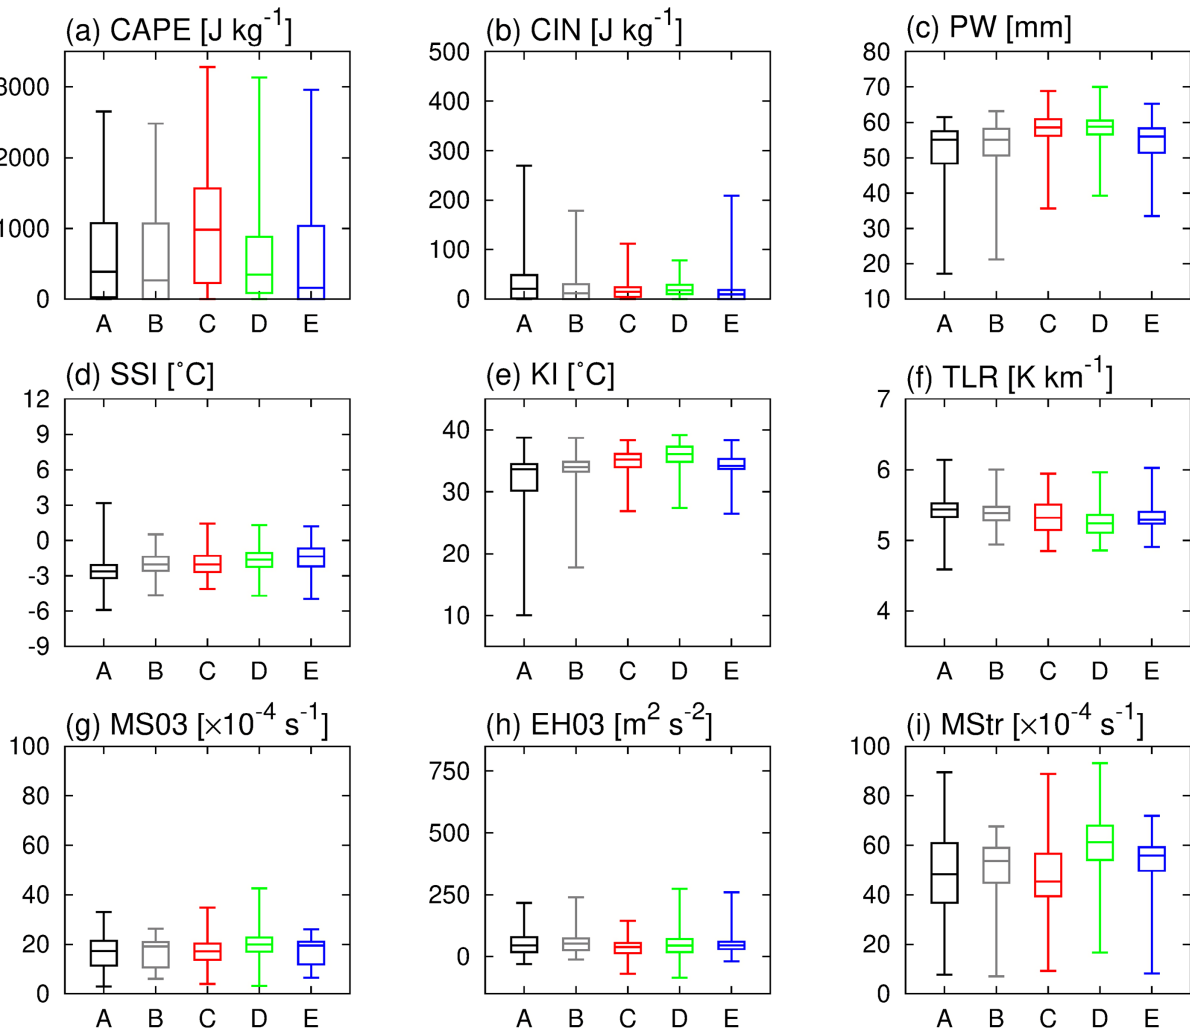 (a) CAPE [J kg⁻¹]
(b) CIN [J kg⁻¹]
(c) PW [mm]
3000
2000
1000
0
A B C D E
500
400
300
200
100
0
A B C D E
80
70
60
50
40
30
20
10
A B C D E
(d) SSI [˚C]
(e) KI [˚C]
(f) TLR [K km⁻¹]
12
9
6
3
0
-3
-6
-9
A B C D E
40
30
20
10
A B C D E
7
6
5
4
A B C D E
(g) MS03 [×10⁻⁴ s⁻¹]
(h) EH03 [m² s⁻²]
(i) MStr [×10⁻⁴ s⁻¹]
100
80
60
40
20
0
A B C D E
750
500
250
0
A B C D E
100
80
60
40
20
0
A B C D E